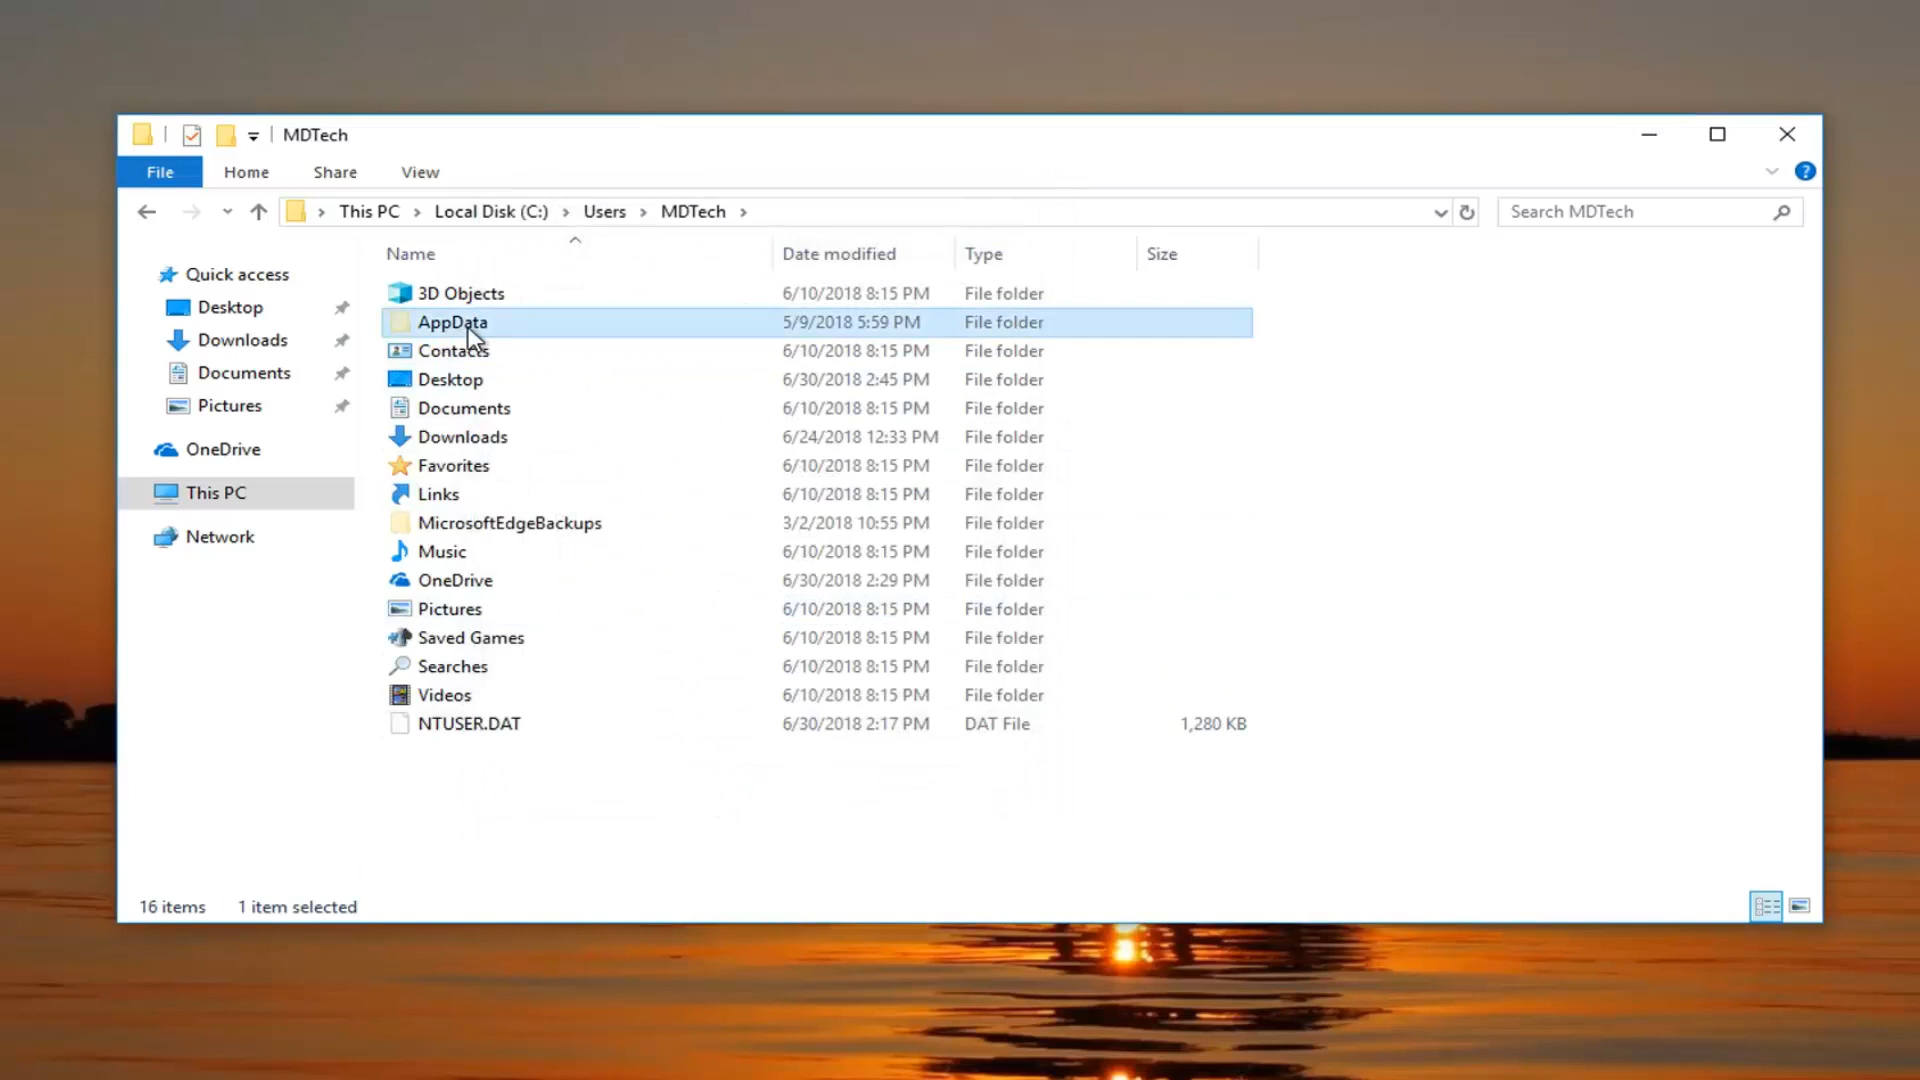 MDTech
File Home Share View
This PC Local Disk (C:) Users MDTech Search MDTech
Name Date modified Type Size
Quick access
Desktop
Downloads
Documents
Pictures
OneDrive
This PC
Network
3D Objects 6/10/2018 8:15 PM File folder
AppData 5/9/2018 5:59 PM File folder
Contacts 6/10/2018 8:15 PM File folder
Desktop 6/30/2018 2:45 PM File folder
Documents 6/10/2018 8:15 PM File folder
Downloads 6/24/2018 12:33 PM File folder
Favorites 6/10/2018 8:15 PM File folder
Links 6/10/2018 8:15 PM File folder
MicrosoftEdgeBackups 3/2/2018 10:55 PM File folder
Music 6/10/2018 8:15 PM File folder
OneDrive 6/30/2018 2:29 PM File folder
Pictures 6/10/2018 8:15 PM File folder
Saved Games 6/10/2018 8:15 PM File folder
Searches 6/10/2018 8:15 PM File folder
Videos 6/10/2018 8:15 PM File folder
NTUSER.DAT 6/30/2018 2:17 PM DAT File 1,280 KB
16 items 1 item selected